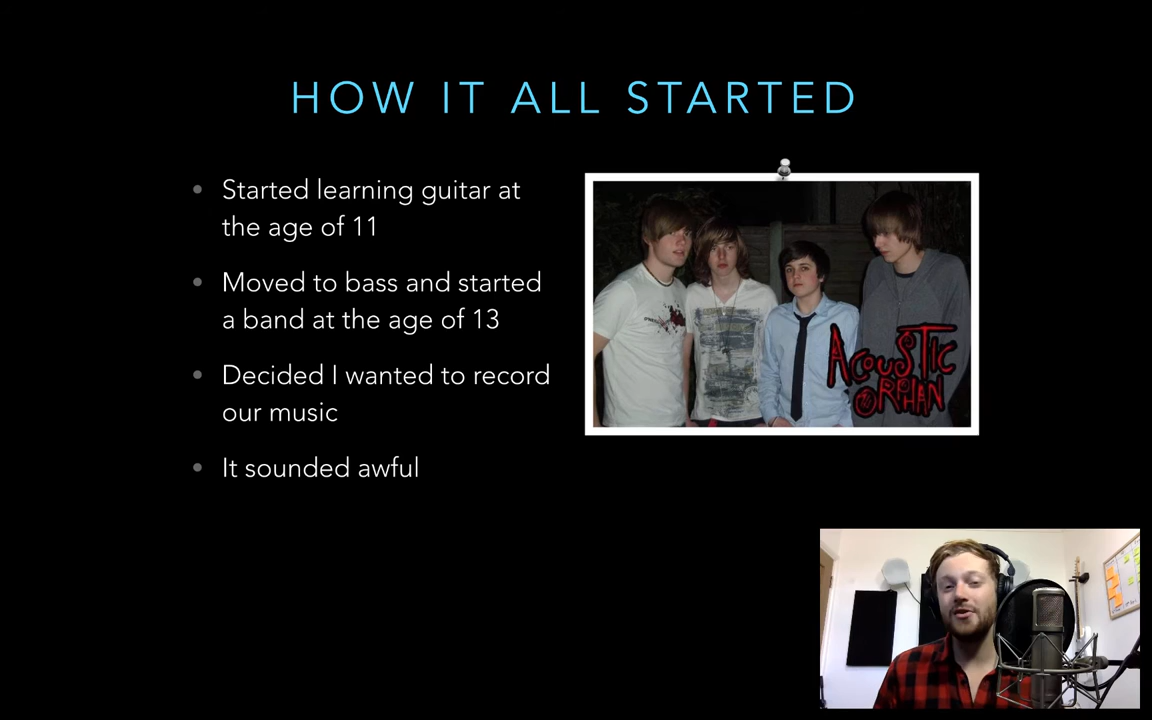 HOW IT ALL STARTED
Started learning guitar at
the age of 11
Moved to bass and started
a band at the age of 13
Decided I wanted to record
our music
It sounded awful
ACOUSTIC
ORPHAN